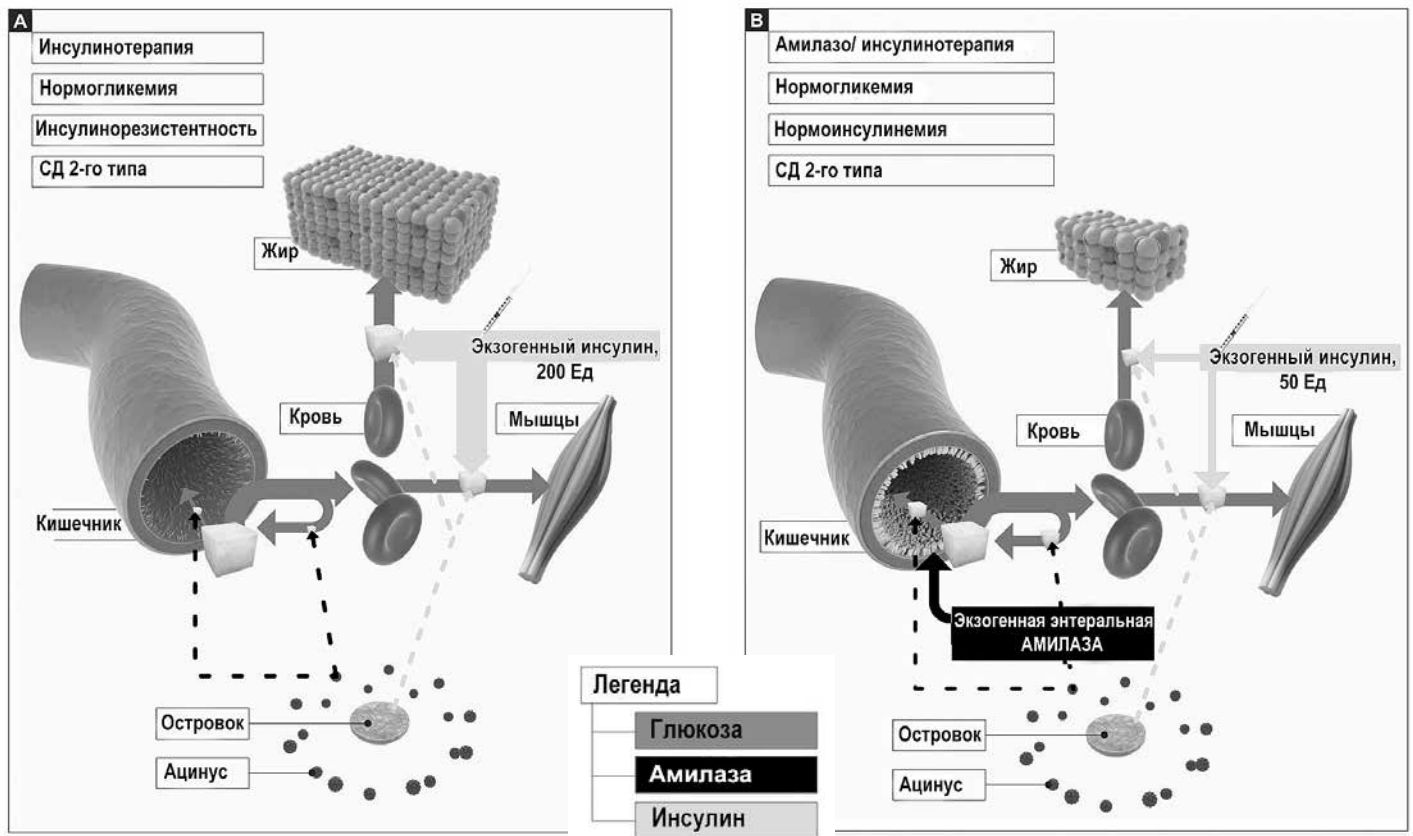 A
Инсулинотерапия
Нормогликемия
Инсулинорезистентность
СД 2-го типа
Жир
Экзогенный инсулин,
200 Ед
Кровь
Мышцы
Кишечник
Островок
Ацинус
B
Амилазо/ инсулинотерапия
Нормогликемия
Нормоинсулинемия
СД 2-го типа
Жир
Экзогенный инсулин,
50 Ед
Кровь
Мышцы
Кишечник
Экзогенная энтеральная
АМИЛАЗА
Островок
Ацинус
Легенда
Глюкоза
Амилаза
Инсулин